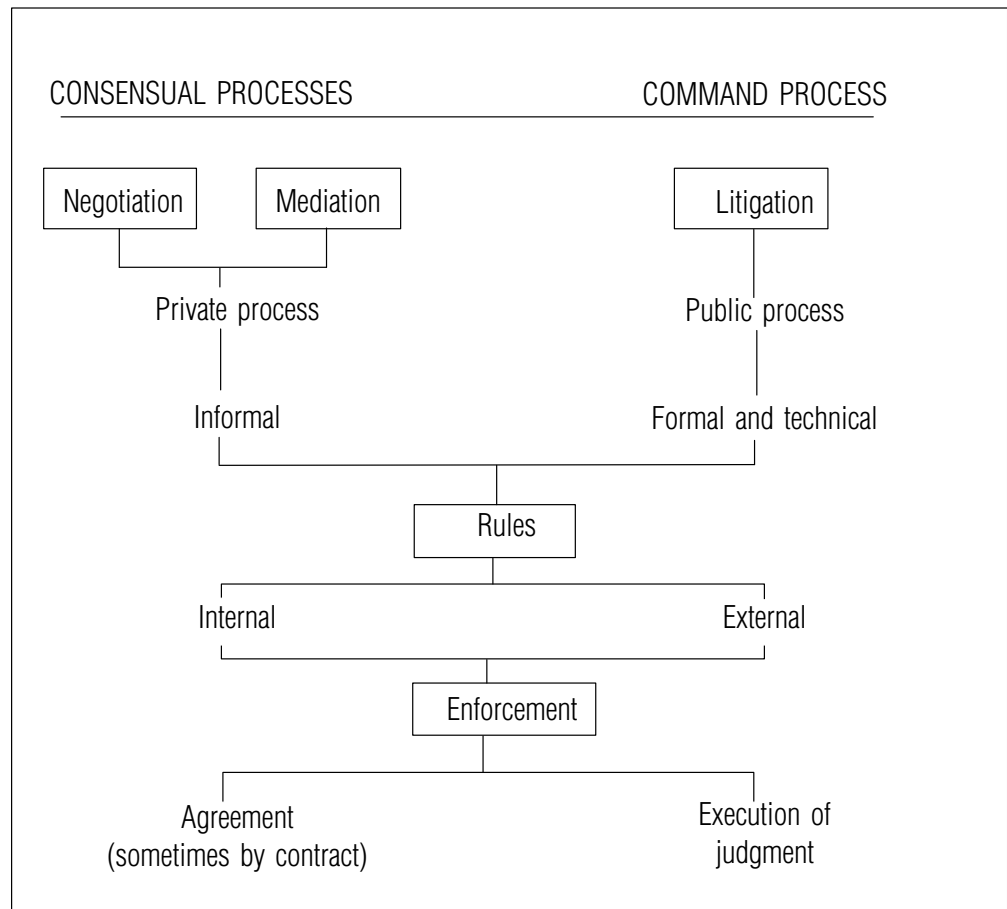 CONSENSUAL PROCESSES
COMMAND PROCESS
Negotiation
Mediation
Litigation
Private process
Public process
Informal
Formal and technical
Rules
Internal
External
Enforcement
Agreement
(sometimes by contract)
Execution of
judgment